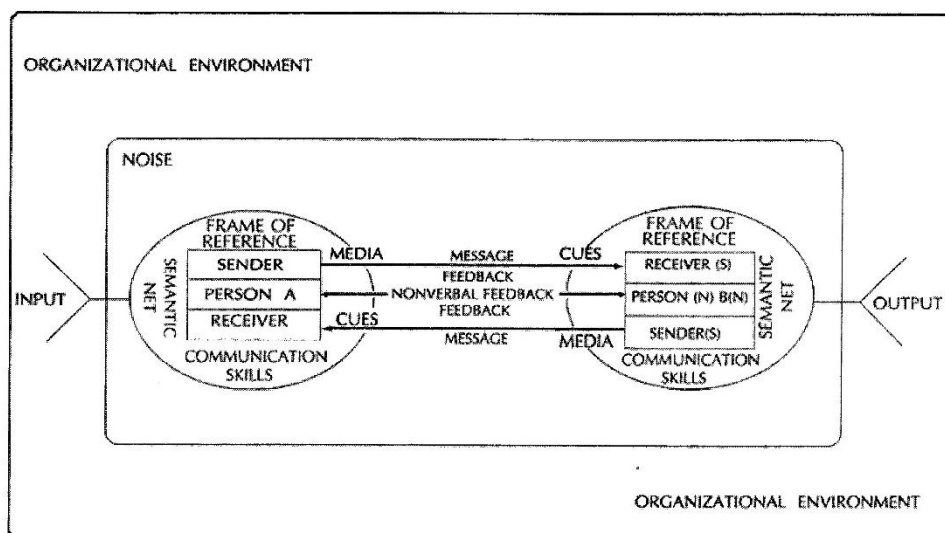 ORGANIZATIONAL ENVIRONMENT
NOISE
FRAME OF
REFERENCE
SENDER
PERSON A
RECEIVER
SEMANTIC
NET
COMMUNICATION
SKILLS
INPUT
MEDIA
MESSAGE
CUES
FEEDBACK
NONVERBAL FEEDBACK
FEEDBACK
CUES
MESSAGE
MEDIA
FRAME OF
REFERENCE
RECEIVER (S)
PERSON (N) B(N)
SENDER(S)
SEMANTIC
NET
COMMUNICATION
SKILLS
OUTPUT
ORGANIZATIONAL ENVIRONMENT